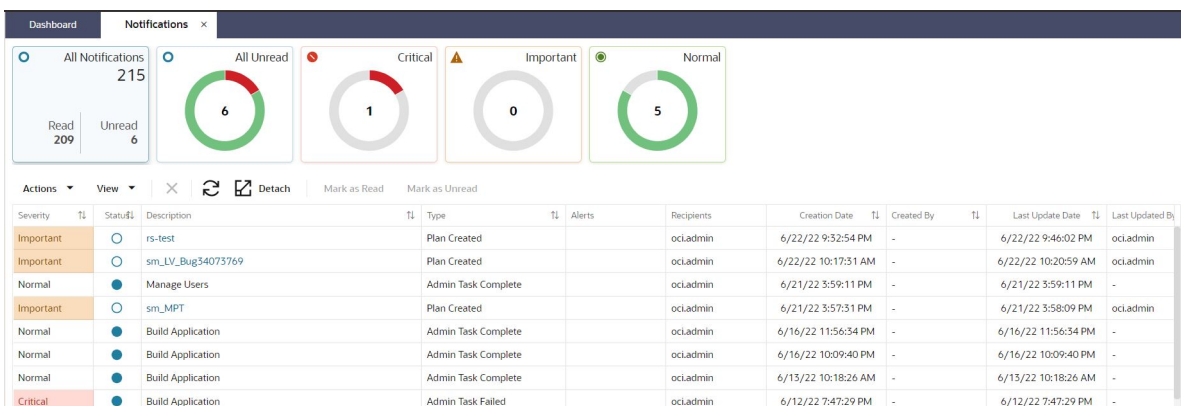 Dashboard Notifications ×
All Notifications All Unread Critical Important Normal
215
6 1 0 5
Read Unread
209 6
Actions View Detach Mark as Read Mark as Unread
Severity Status Description Type Alerts Recipients Creation Date Created By Last Update Date Last Updated By
Important rs-test Plan Created oci.admin 6/22/22 9:32:54 PM - 6/22/22 9:46:02 PM oci.admin
Important sm_LV_Bug34073769 Plan Created oci.admin 6/22/22 10:17:31 AM - 6/22/22 10:20:59 AM oci.admin
Normal Manage Users Admin Task Complete oci.admin 6/21/22 3:59:11 PM - 6/21/22 3:59:11 PM -
Important sm_MPT Plan Created oci.admin 6/21/22 3:57:31 PM - 6/21/22 3:58:09 PM oci.admin
Normal Build Application Admin Task Complete oci.admin 6/16/22 11:56:34 PM - 6/16/22 11:56:34 PM -
Normal Build Application Admin Task Complete oci.admin 6/16/22 10:09:40 PM - 6/16/22 10:09:40 PM -
Normal Build Application Admin Task Complete oci.admin 6/13/22 10:18:26 AM - 6/13/22 10:18:26 AM -
Critical Build Application Admin Task Failed oci.admin 6/12/22 7:47:29 PM - 6/12/22 7:47:29 PM -